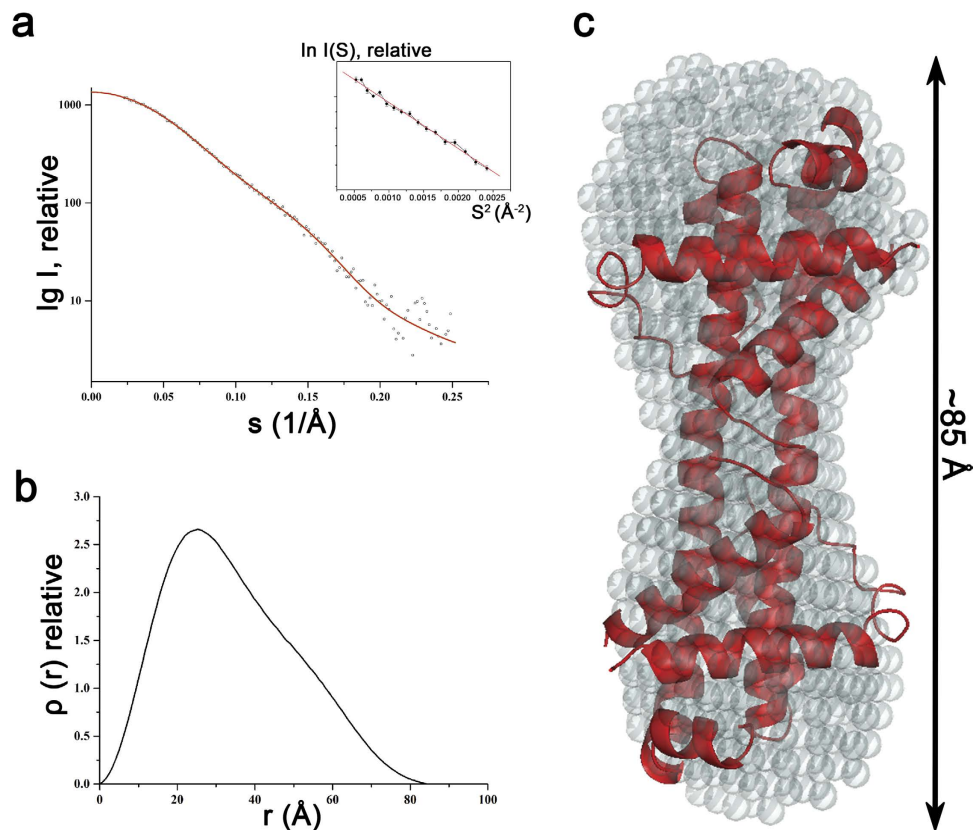 a
ln I(S), relative
0.0005 0.0010 0.0015 0.0020 0.0025
S² (Å⁻²)
1000
100
10
lg I, relative
0.00 0.05 0.10 0.15 0.20 0.25
s (1/Å)
b
3.0
2.5
2.0
1.5
1.0
0.5
0.0
ρ (r) relative
0 20 40 60 80 100
r (Å)
c
~85 Å